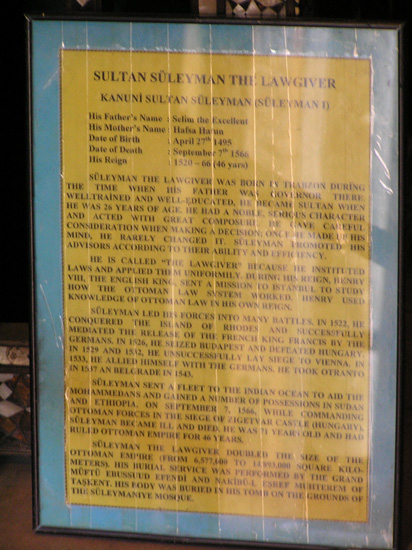 SULTAN SÜLEYMAN THE LAWGIVER
KANUNİ SULTAN SÜLEYMAN (SÜLEYMAN I)
His Father's Name : Selim the Excellent
His Mother's Name : Hafsa Hatun
Date of Birth : April 27th 1495
Date of Death : September 7th 1566
His Reign : 1520 – 66 (46 yars)
SÜLEYMAN THE LAWGIVER WAS BORN IN TRABZON DURING
THE TIME WHEN HIS FATHER WAS GOVERNOR THERE.
WELLTRAINED AND WELL-EDUCATED, HE BECAME SULTAN WHEN
HE WAS 26 YEARS OF AGE. HE HAD A NOBLE, SERIOUS CHARACTER
AND ACTED WITH GREAT COMPOSURE. HE GAVE CAREFUL
CONSIDERATION WHEN MAKING A DECISION; ONCE HE MADE UP HIS
MIND, HE RARELY CHANGED IT. SÜLEYMAN PROMOTED HIS
ADVISORS ACCORDING TO THEIR ABILITY AND EFFICIENCY.
HE IS CALLED "THE LAWGIVER" BECAUSE HE INSTITUTED
LAWS AND APPLIED THEM UNIFORMILY. DURING HIS REIGN, HENRY
VIII, THE ENGLISH KING, SENT A MISSION TO ISTANBUL TO STUDY
HOW THE OTTOMAN LAW SYSTEM WORKED. HENRY USED
KNOWLEDGE OF OTTOMAN LAW IN HIS OWN REIGN.
SÜLEYMAN LED HIS FORCES INTO MANY BATTLES. IN 1522, HE
CONQUERED THE ISLAND OF RHODES AND SUCCESSFULLY
MEDIATED THE RELEASE OF THE FRENCH KING FRANCIS BY THE
GERMANS. IN 1526, HE SEIZED BUDAPEST AND DEFEATED HUNGARY.
IN 1529 AND 1532, HE UNSUCCESSFULLY LAY SIEGE TO VIENNA. IN
1533, HE ALLIED HIMSELF WITH THE GERMANS. HE TOOK OTRANTO
IN 1537 AN BELGRADE IN 1543.
SÜLEYMAN SENT A FLEET TO THE INDIAN OCEAN TO AID THE
MOHAMMEDANS AND GAINED A NUMBER OF POSSESSIONS IN SUDAN
AND ETHIOPIA. ON SEPTEMBER 7, 1566, WHILE COMMANDING
OTTOMAN FORCES IN THE SIEGE OF ZIGETVAR CASTLE (HUNGARY),
SÜLEYMAN BECAME ILL AND DIED. HE WAS 71 YEARS OLD AND HAD
RULED OTTOMAN EMPIRE FOR 46 YEARS.
SÜLEYMAN THE LAWGIVER DOUBLED THE SIZE OF THE
OTTOMAN EMPIRE (FROM 6,557,000 TO SQUARE KILO-
METERS). HIS BURIAL SERVICE WAS PERFORMED BY THE GRAND
MÜFTÜ EBUSSUUD EFENDİ AND NAKİBÜ-L EŞREF MUHTEREM OF
TAŞKENT. HIS BODY WAS BURIED IN HIS TOMB ON THE GROUNDS OF
THE SÜLEYMANIYE MOSQUE.